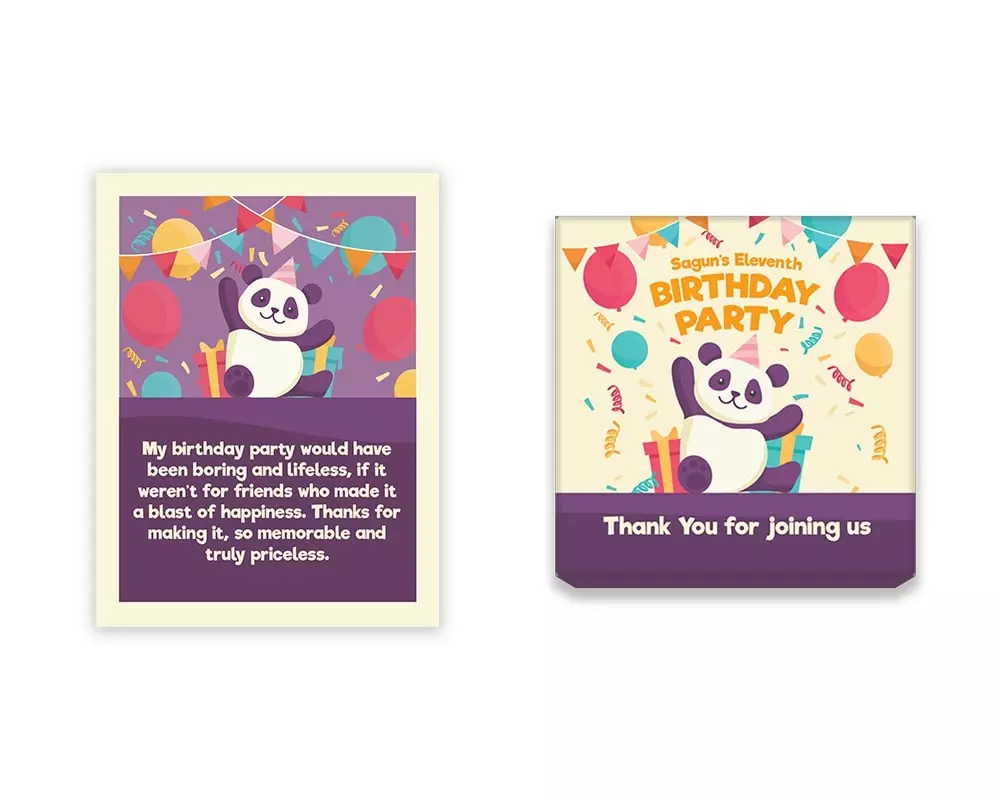 My birthday party would have
been boring and lifeless, if it
weren't for friends who made it
a blast of happiness. Thanks for
making it, so memorable and
truly priceless.
Sagun's Eleventh
BIRTHDAY
PARTY
Thank You for joining us